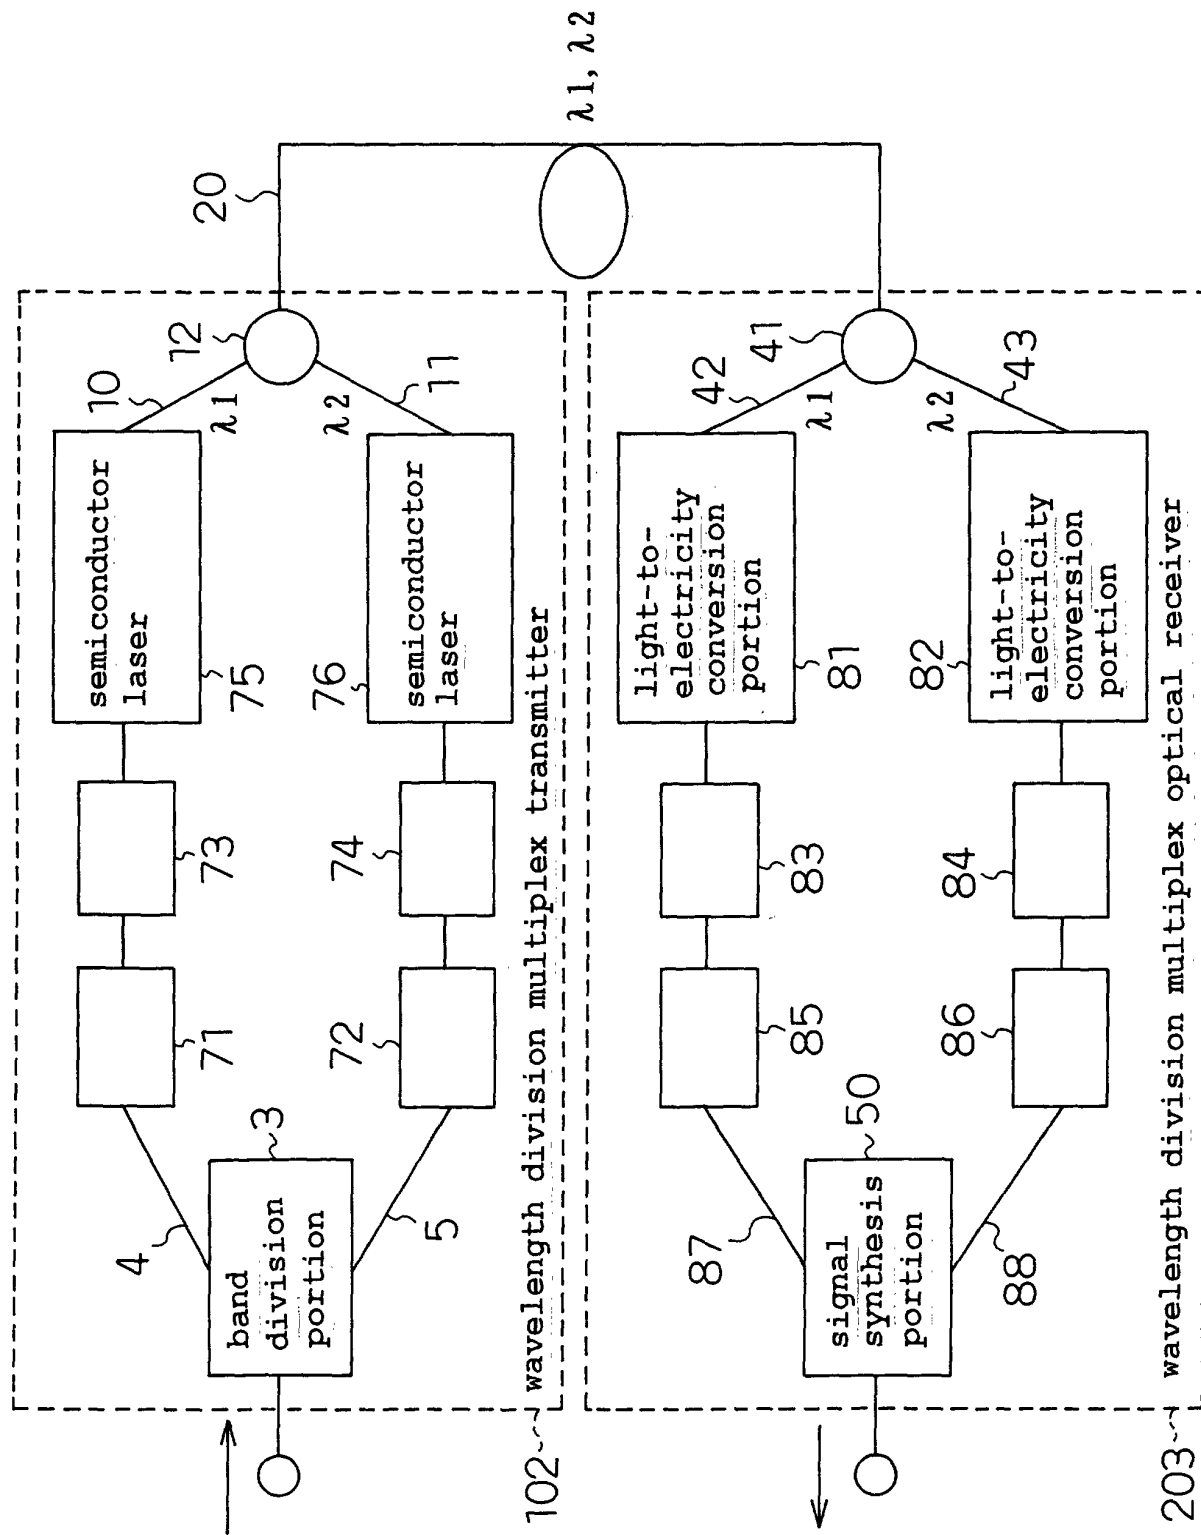 20
λ1, λ2
10
12
λ1
λ2
11
semiconductor
laser
75
76
semiconductor
laser
73
74
71
72
4
3
band
division
portion
5
102 wavelength division multiplex transmitter
42
41
λ1
λ2
43
light-to-
electricity
conversion
portion
81
82
light-to-
electricity
conversion
portion
83
84
85
86
87
50
signal
synthesis
portion
88
203 wavelength division multiplex optical receiver